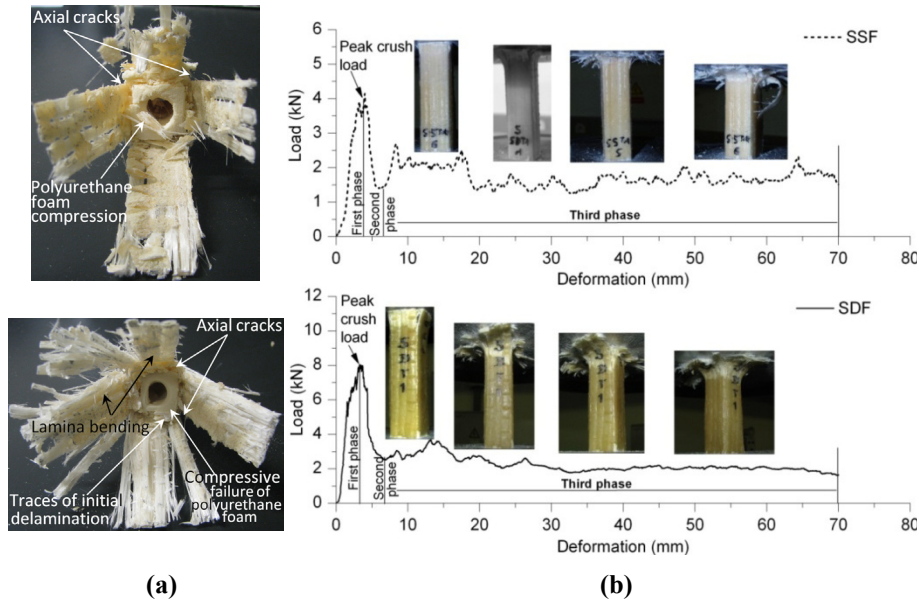 Axial cracks
Polyurethane
foam compression
Axial cracks
Lamina bending
Traces of initial
delamination
Compressive
failure of
polyurethane
foam
(a)
6
5
4
3
2
1
0
Load (kN)
Peak crush
load
SSF
First phase
Second
phase
Third phase
0 10 20 30 40 50 60 70 80
Deformation (mm)
12
10
8
6
4
2
0
Load (kN)
Peak
crush
load
SDF
First phase
Second
phase
Third phase
0 10 20 30 40 50 60 70 80
Deformation (mm)
(b)